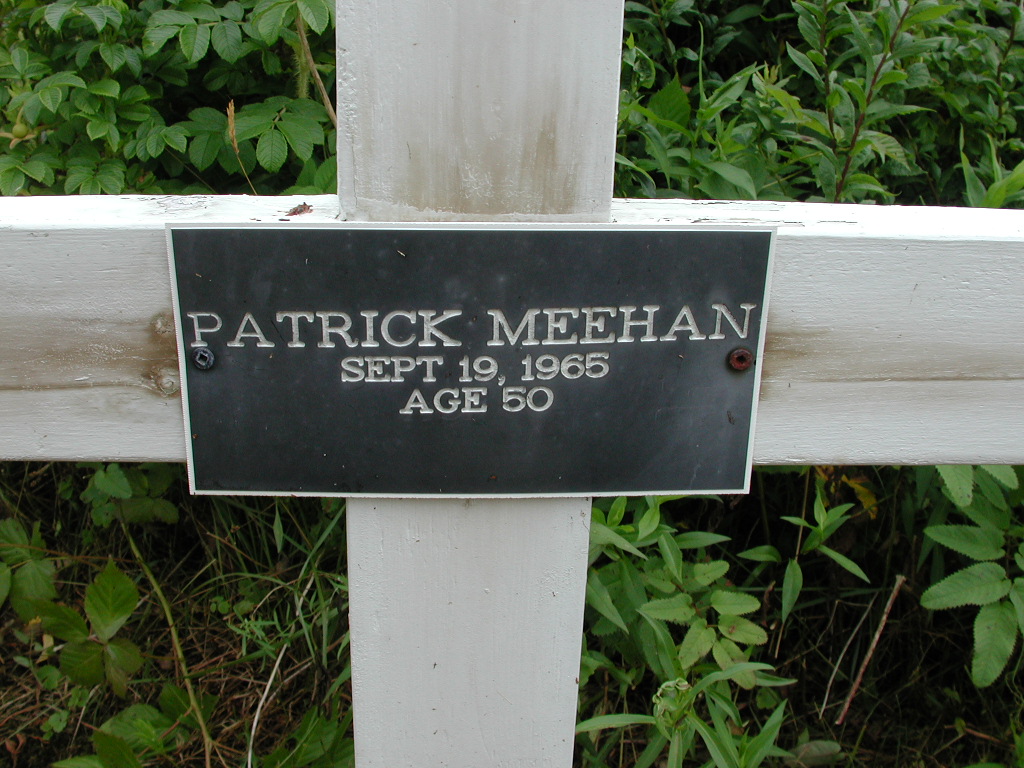 PATRICK MEEHAN
SEPT 19, 1965
AGE 50